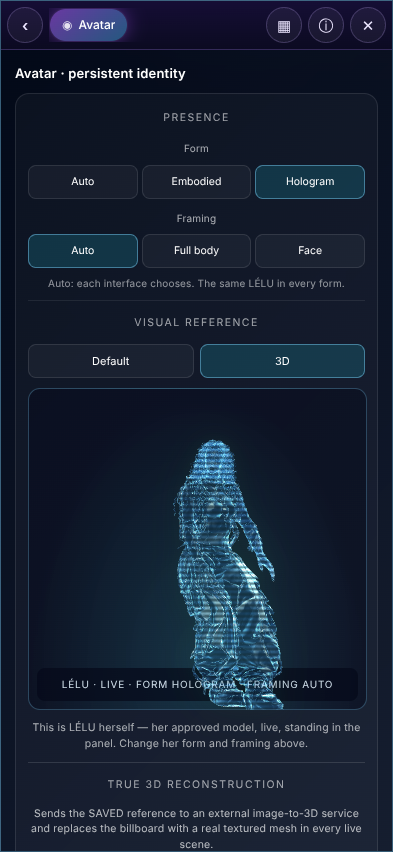 Avatar
Avatar · persistent identity
PRESENCE
Form
Auto
Embodied
Hologram
Framing
Auto
Full body
Face
Auto: each interface chooses. The same LÉLU in every form.
VISUAL REFERENCE
Default
3D
LÉLU · LIVE · FORM HOLOGRAM · FRAMING AUTO
This is LÉLU herself — her approved model, live, standing in the
panel. Change her form and framing above.
TRUE 3D RECONSTRUCTION
Sends the SAVED reference to an external image-to-3D service
and replaces the billboard with a real textured mesh in every live
scene.